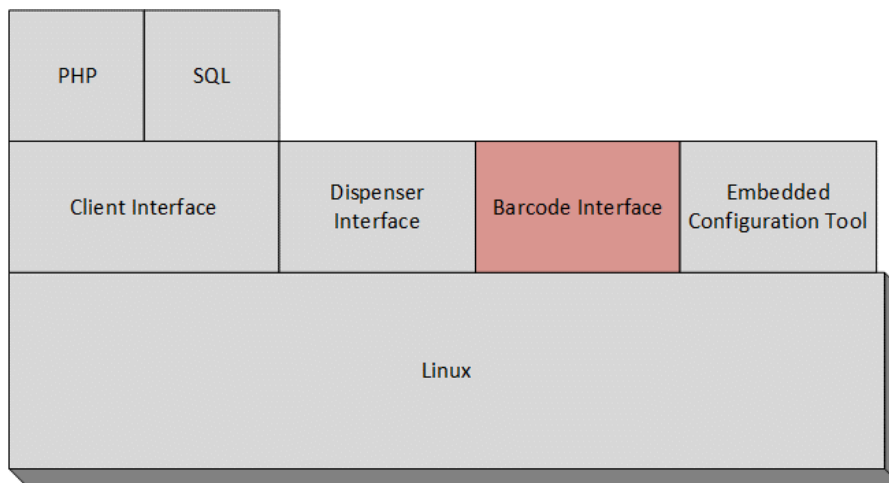 PHP
SQL
Client Interface
Dispenser
Interface
Barcode Interface
Embedded
Configuration Tool
Linux